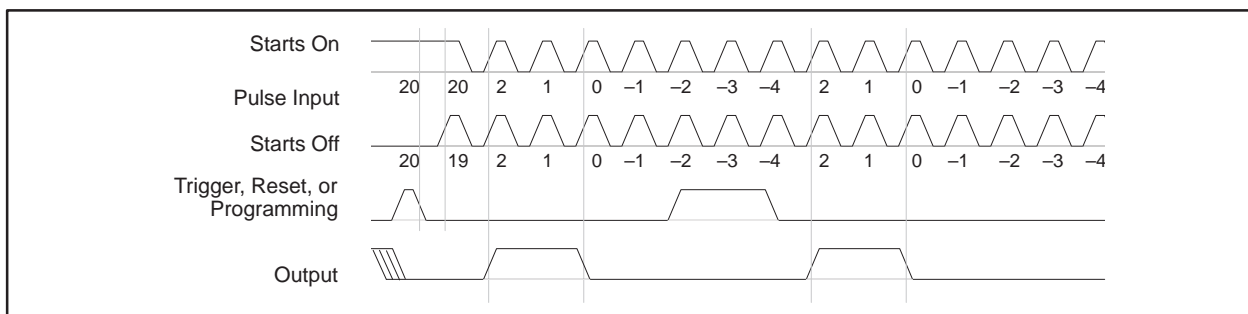 Starts On
20 20 2 1 0 –1 –2 –3 –4 2 1 0 –1 –2 –3 –4
Pulse Input
Starts Off
20 19 2 1 0 –1 –2 –3 –4 2 1 0 –1 –2 –3 –4
Trigger, Reset, or
Programming
Output